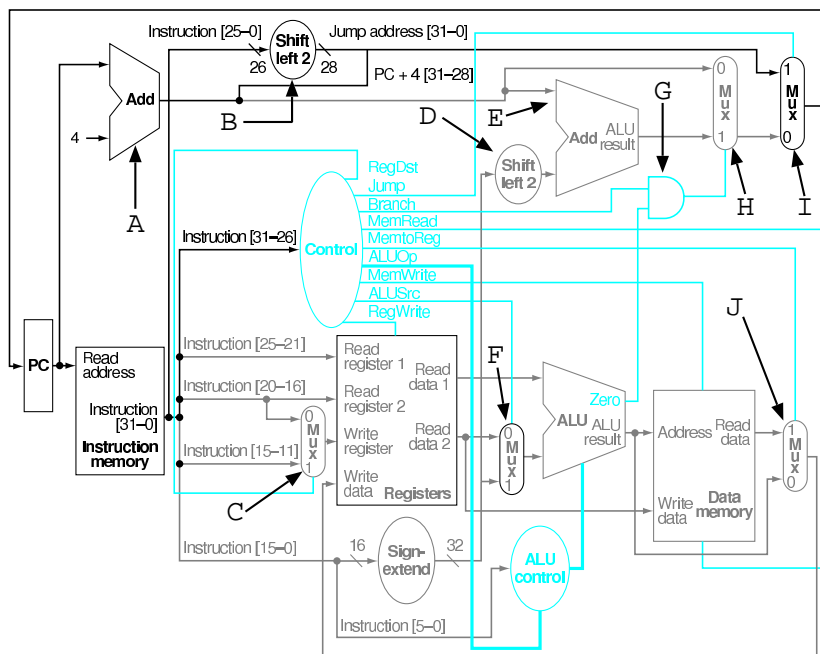 Instruction [25–0]
Shift
left 2
Jump address [31–0]
26
28
PC + 4 [31–28]
Add
4
A
B
D
E
Add
ALU
result
Shift
left 2
G
0
Mux
1
H
1
Mux
0
I
RegDst
Jump
Branch
MemRead
MemtoReg
ALUOp
MemWrite
ALUSrc
RegWrite
Control
Instruction [31–26]
PC
Read
address
Instruction
[31–0]
Instruction
memory
Instruction [25–21]
Instruction [20–16]
Instruction [15–11]
Instruction [15–0]
0
Mux
1
C
Read
register 1
Read
register 2
Write
register
Write
data
Read
data 1
Read
data 2
Registers
F
0
Mux
1
Zero
ALU
ALU
result
J
Address
Read
data
Write
data
Data
memory
1
Mux
0
16
Sign-
extend
32
ALU
control
Instruction [5–0]